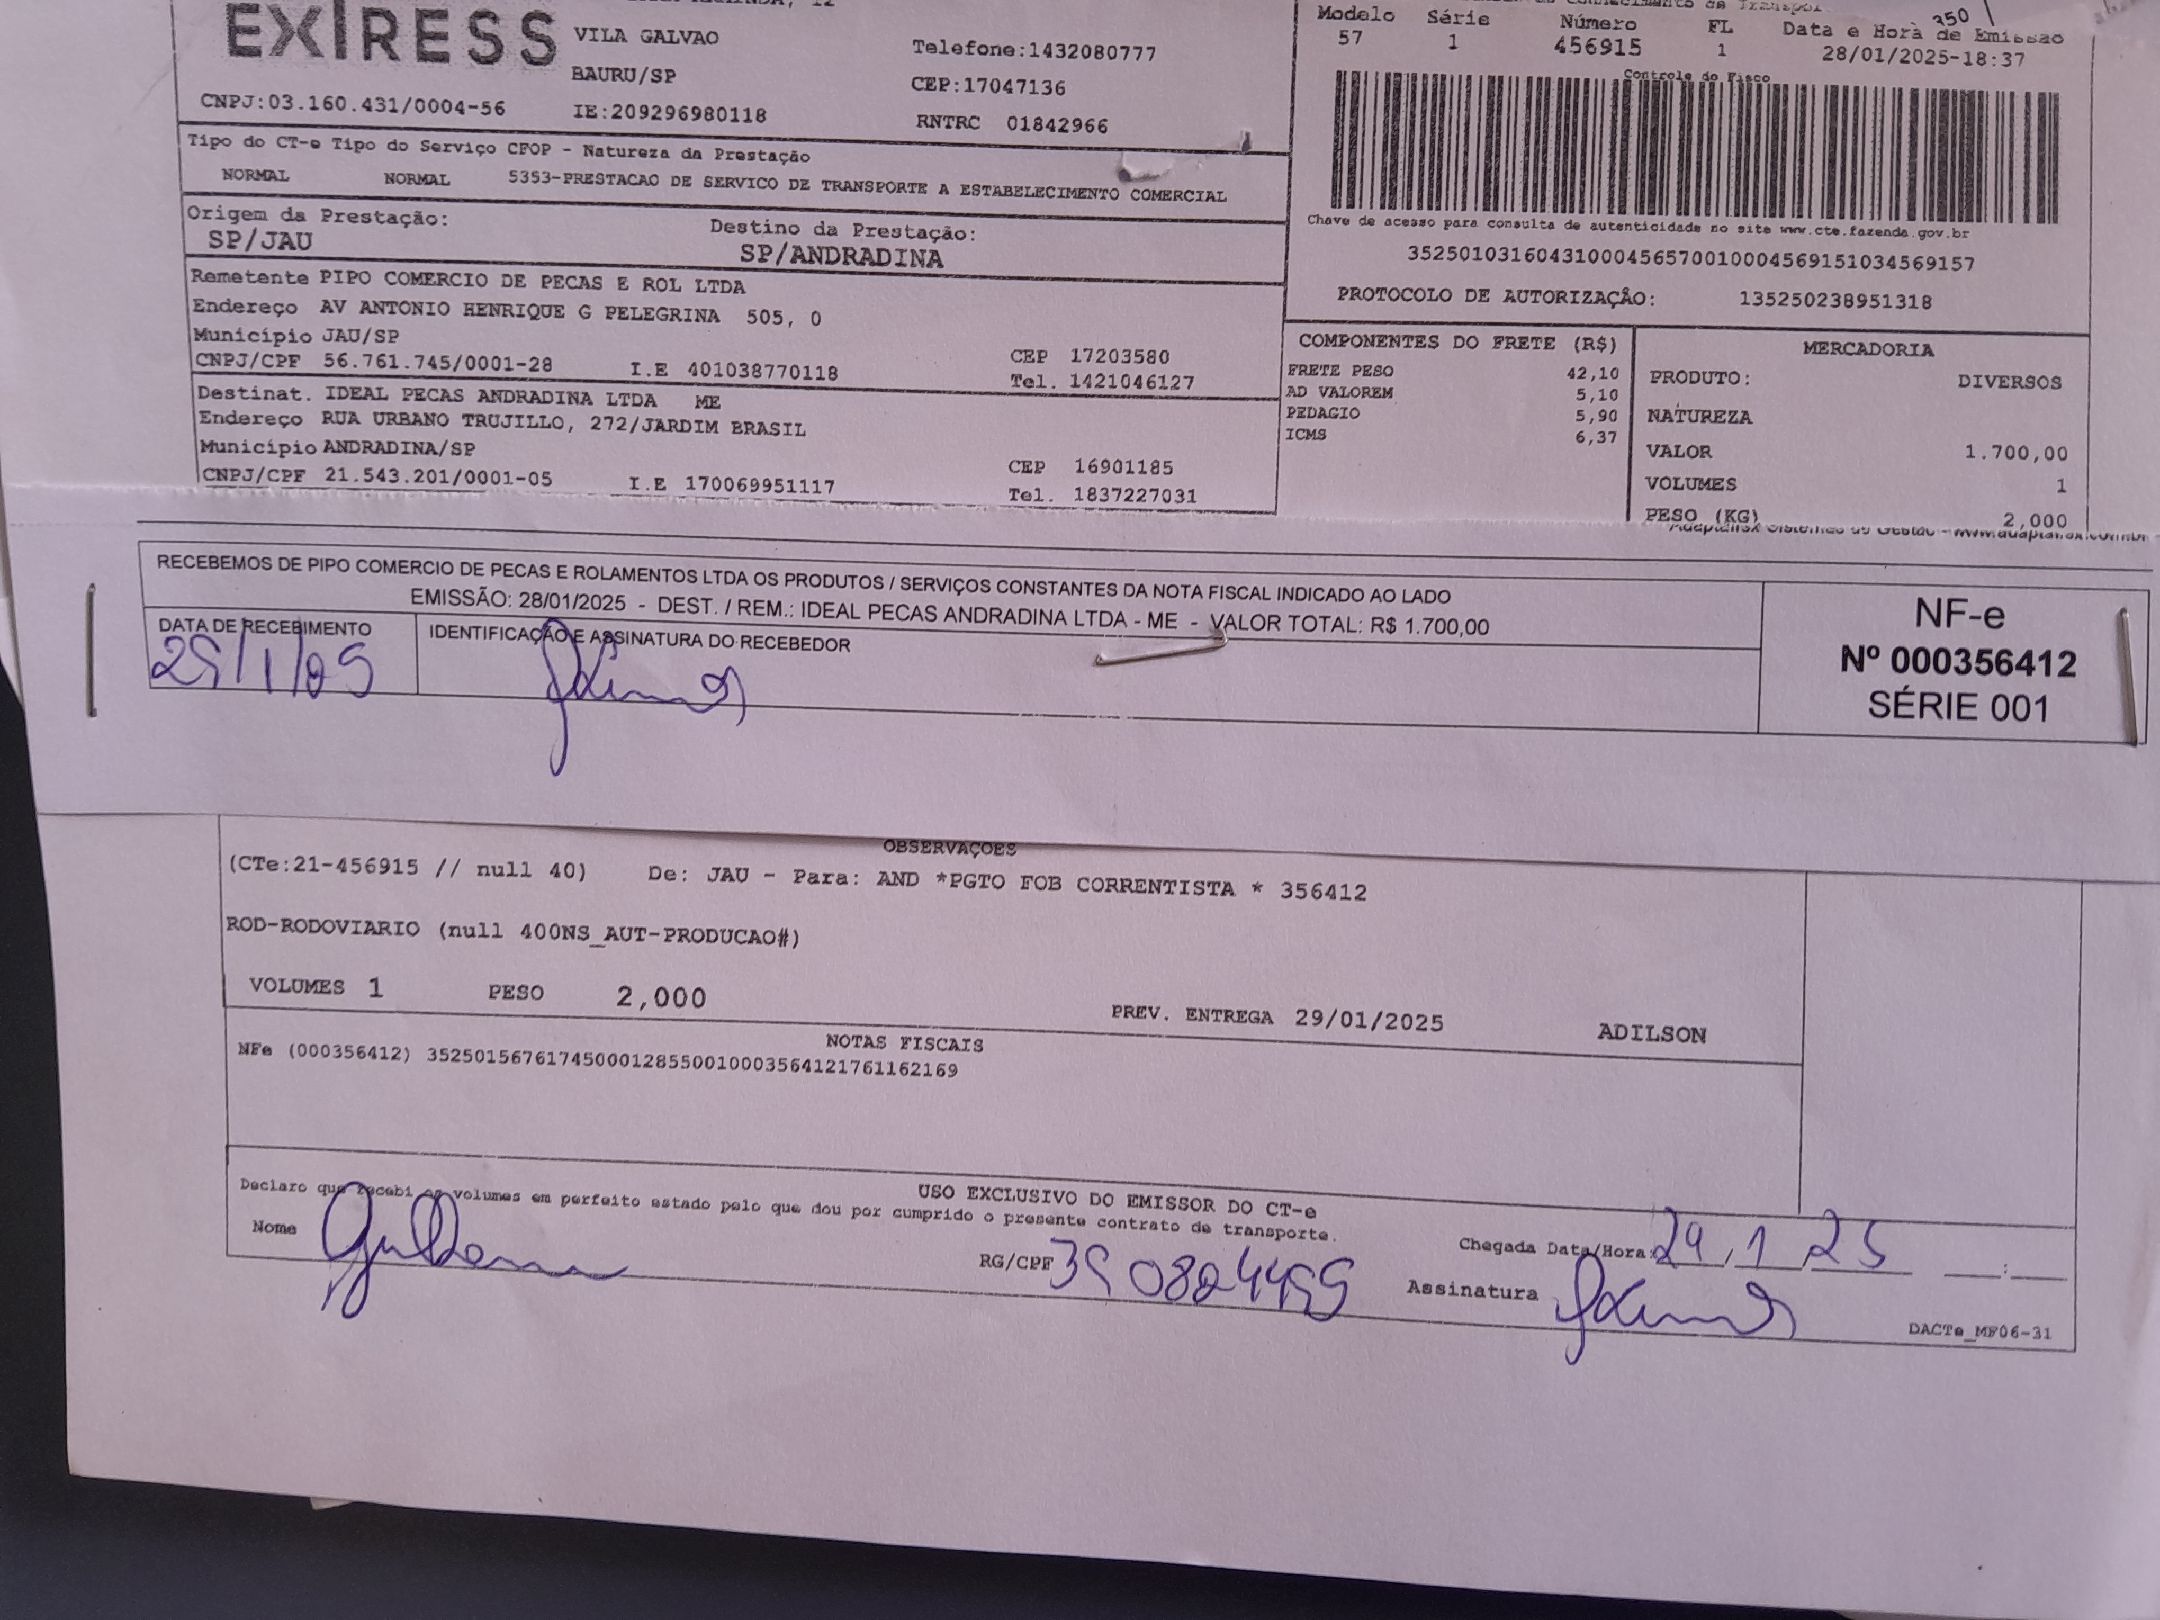 EXIRESS
VILA GALVAO
BAURU/SP
Telefone:1432080777
CEP:17047136
CNPJ:03.160.431/0004-56
IE:209296980118
RNTRC 01842966
Modelo Série Número FL Data e Hora de Emissao
57 1 456915 1 28/01/2025-18:37
350
Controle do Fisco
Tipo do CT-e Tipo do Serviço CFOP - Natureza da Prestação
NORMAL NORMAL 5353-PRESTACAO DE SERVICO DE TRANSPORTE A ESTABELECIMENTO COMERCIAL
Origem da Prestação: Destino da Prestação:
SP/JAU SP/ANDRADINA
Chave de acesso para consulta de autenticidade no site www.cte.fazenda.gov.br
35250103160431000456570010004569151034569157
PROTOCOLO DE AUTORIZAÇÃO: 135250238951318
Remetente PIPO COMERCIO DE PECAS E ROL LTDA
Endereço AV ANTONIO HENRIQUE G PELEGRINA 505, 0
Município JAU/SP
CNPJ/CPF 56.761.745/0001-28 I.E 401038770118
CEP 17203580
Tel. 1421046127
Destinat. IDEAL PECAS ANDRADINA LTDA ME
Endereço RUA URBANO TRUJILLO, 272/JARDIM BRASIL
Município ANDRADINA/SP
CNPJ/CPF 21.543.201/0001-05 I.E 170069951117
CEP 16901185
Tel. 1837227031
COMPONENTES DO FRETE (R$)
FRETE PESO 42,10
AD VALOREM 5,10
PEDAGIO 5,90
ICMS 6,37
MERCADORIA
PRODUTO: DIVERSOS
NATUREZA
VALOR 1.700,00
VOLUMES 1
PESO (KG) 2,000
RECEBEMOS DE PIPO COMERCIO DE PECAS E ROLAMENTOS LTDA OS PRODUTOS / SERVIÇOS CONSTANTES DA NOTA FISCAL INDICADO AO LADO
EMISSÃO: 28/01/2025 - DEST. / REM.: IDEAL PECAS ANDRADINA LTDA - ME - VALOR TOTAL: R$ 1.700,00
DATA DE RECEBIMENTO
IDENTIFICAÇÃO E ASSINATURA DO RECEBEDOR
NF-e
Nº 000356412
SÉRIE 001
OBSERVAÇOES
(CTe:21-456915 // null 40) De: JAU - Para: AND *PGTO FOB CORRENTISTA * 356412
ROD-RODOVIARIO (null 400NS_AUT-PRODUCAO#)
VOLUMES 1 PESO 2,000
PREV. ENTREGA 29/01/2025 ADILSON
NOTAS FISCAIS
NFe (000356412) 35250156761745000128550010003564121761162169
USO EXCLUSIVO DO EMISSOR DO CT-e
Declaro que recebi os volumes em perfeito estado pelo que dou por cumprido o presente contrato de transporte.
Nome
RG/CPF
Chegada Data/Hora: 29 , 1 25
Assinatura
DACTe_MF06-31